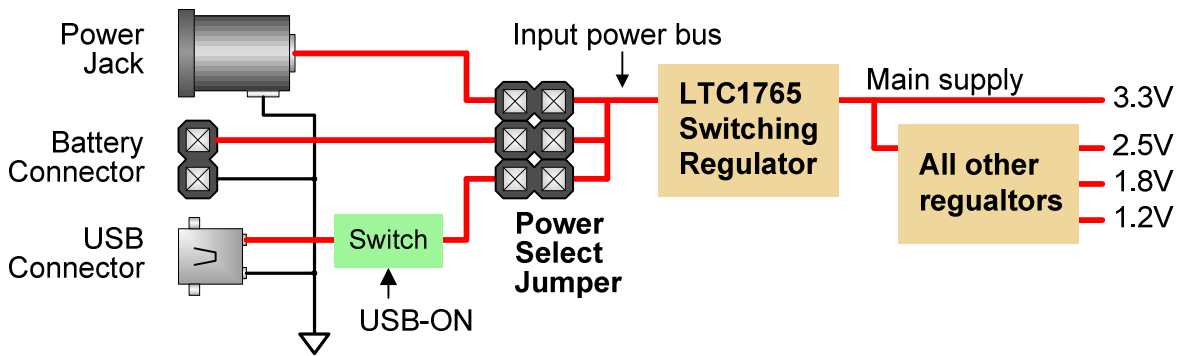 Power
Jack
Battery
Connector
USB
Connector
Switch
USB-ON
Power
Select
Jumper
Input power bus
LTC1765
Switching
Regulator
Main supply
All other
regualtors
3.3V
2.5V
1.8V
1.2V